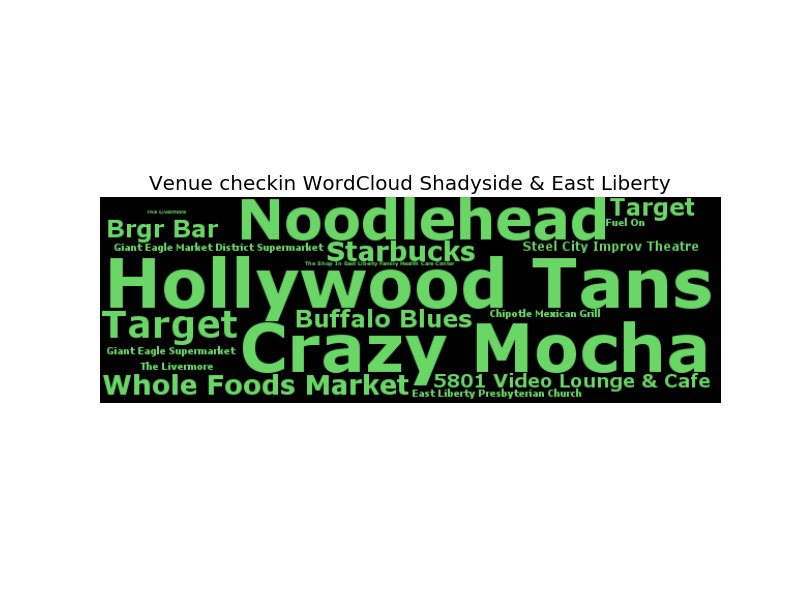 Venue checkin WordCloud Shadyside & East Liberty
The Livermore
Noodlehead
Target
Brgr Bar
Fuel On
Giant Eagle Market District Supermarket
Starbucks
Steel City Improv Theatre
The Shop In East Liberty Family Health Care Center
Hollywood Tans
Target
Buffalo Blues
Chipotle Mexican Grill
Crazy Mocha
Giant Eagle Supermarket
The Livermore
Whole Foods Market
5801 Video Lounge & Cafe
East Liberty Presbyterian Church